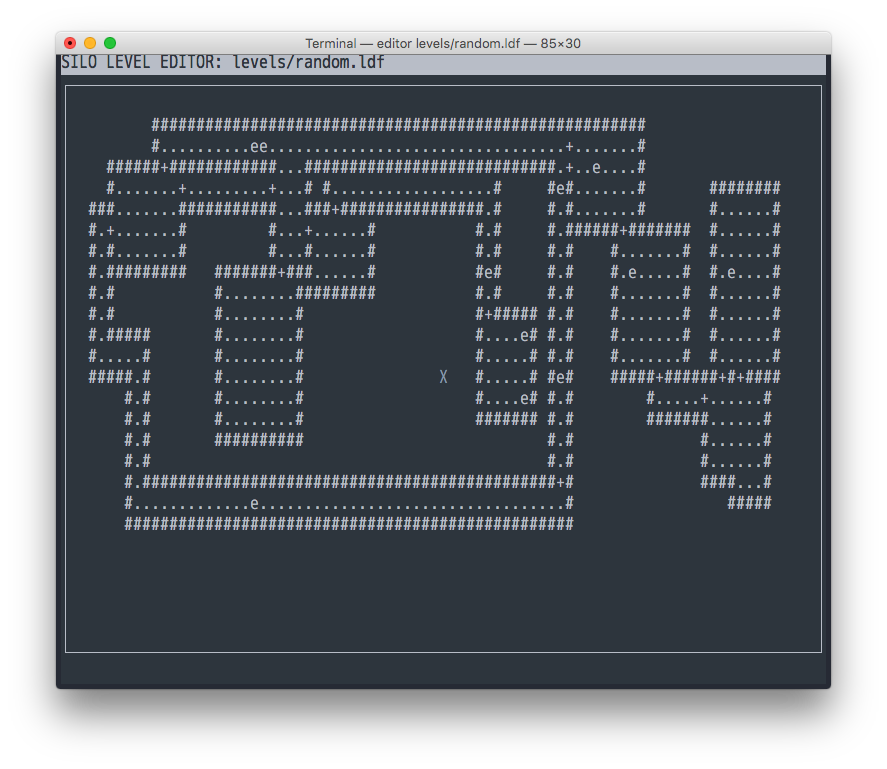 Terminal — editor levels/random.ldf — 85×30
SILO LEVEL EDITOR: levels/random.ldf
       #######################################################
       #..........ee.................................+.......#
  ######+############...############################.+..e....#
  #.......+.........+...# #..................#     #e#.......#       ########
###.......###########...###+################.#     #.#.......#       #......#
#.+.......#         #...+......#           #.#     #.######+#######  #......#
#.#.......#         #...#......#           #.#     #.#    #.......#  #......#
#.#########   #######+###......#           #e#     #.#    #.e.....#  #.e....#
#.#           #........#########           #.#     #.#    #.......#  #......#
#.#           #........#                   #+##### #.#    #.......#  #......#
#.#####       #........#                   #....e# #.#    #.......#  #......#
#.....#       #........#                   #.....# #.#    #.......#  #......#
#####.#       #........#               X   #.....# #e#    #####+######+#+####
    #.#       #........#                   #....e# #.#        #.....+......#
    #.#       #........#                   ####### #.#        #######......#
    #.#       ##########                           #.#              #......#
    #.#                                            #.#              #......#
    #.##############################################+#              ####...#
    #.............e..................................#                 #####
    ##################################################